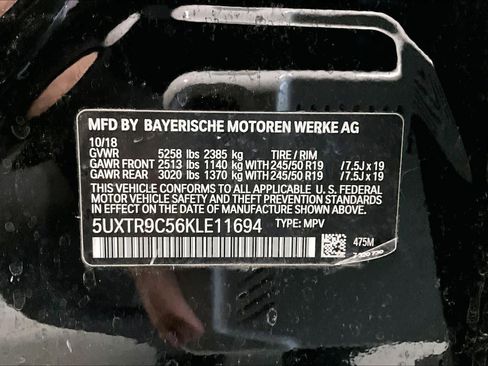 MFD BY BAYERISCHE MOTOREN WERKE AG
10/18
GVWR 5258 lbs 2385 kg TIRE / RIM
GAWR FRONT 2513 lbs 1140 kg WITH 245/50 R19 /7.5J x 19
GAWR REAR 3020 lbs 1370 kg WITH 245/50 R19 /7.5J x 19
THIS VEHICLE CONFORMS TO ALL APPLICABLE U. S. FEDERAL
MOTOR VEHICLE SAFETY AND THEFT PREVENTION STANDARDS
IN EFFECT ON THE DATE OF MANUFACTURE SHOWN ABOVE.
5UXTR9C56KLE11694 TYPE: MPV
475M